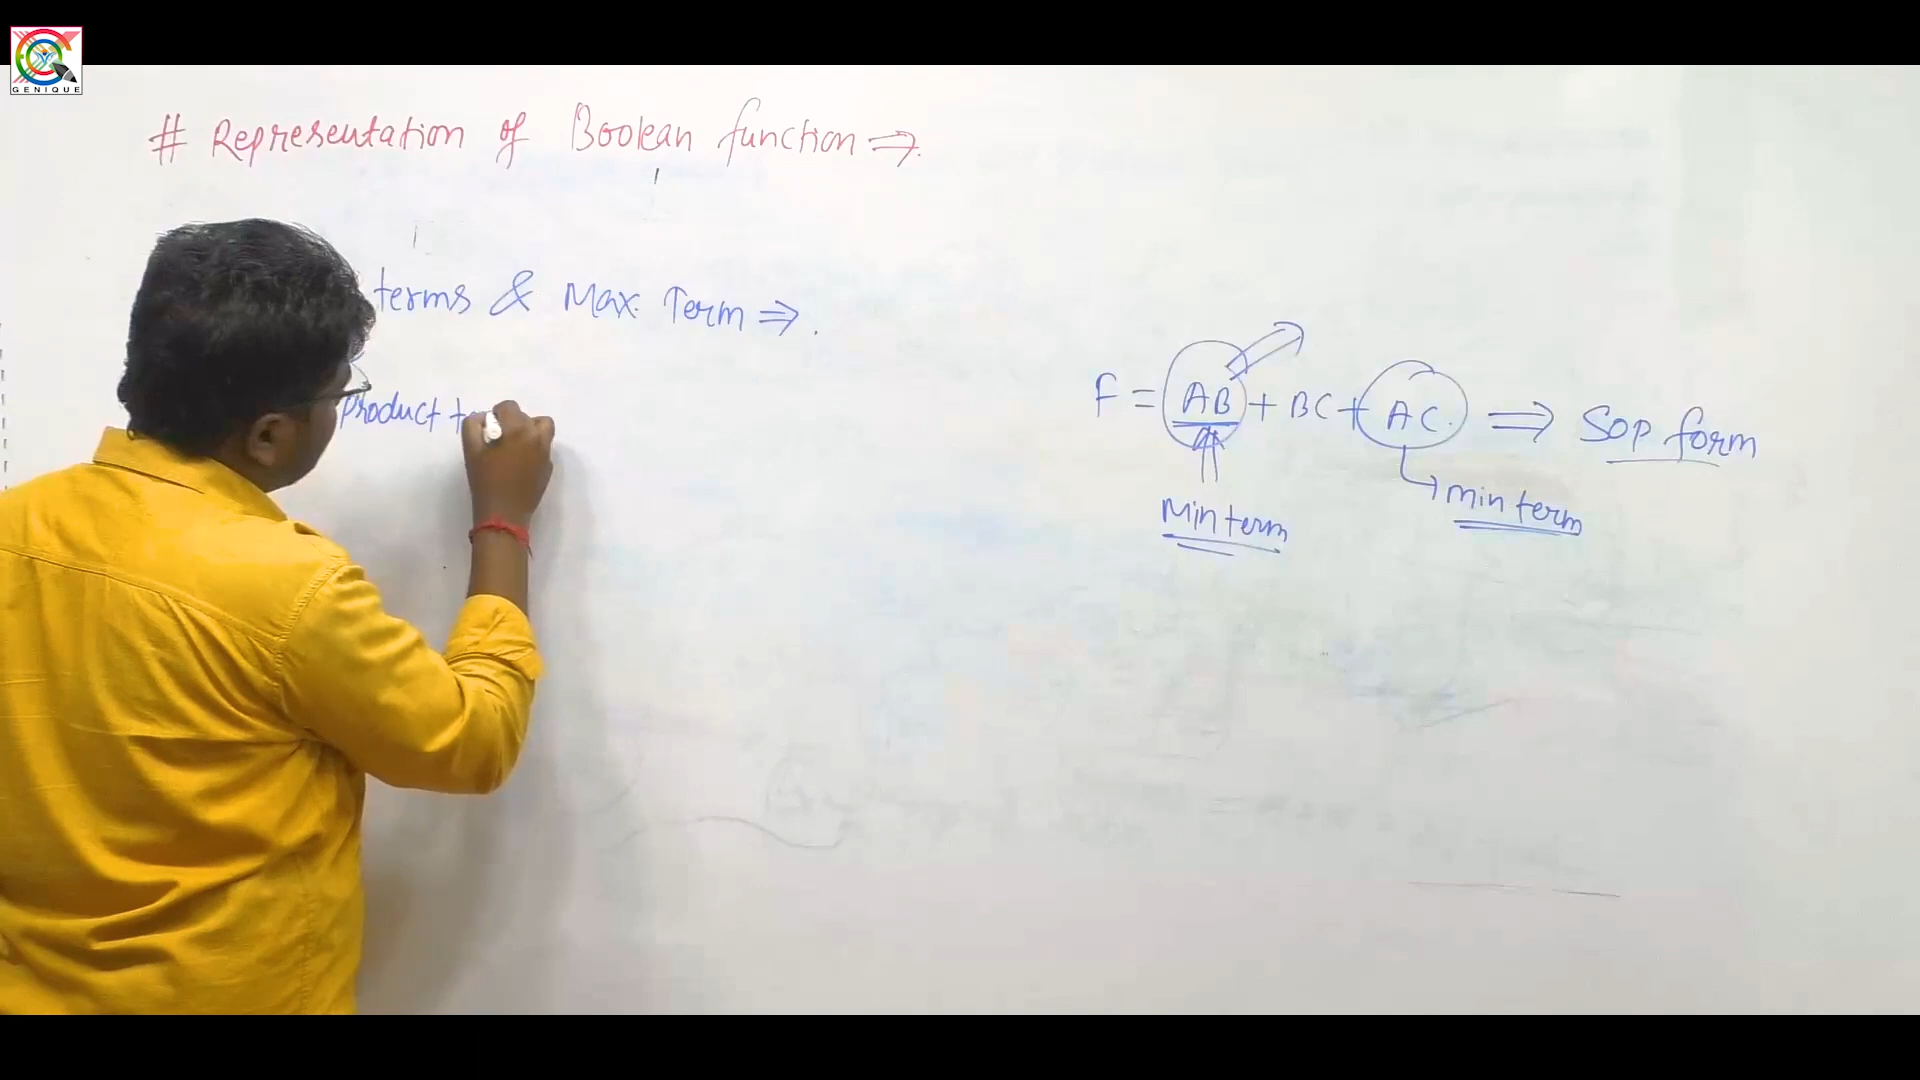 GENIQUE
# Representation of Boolean function ⇒.
terms & Max. Term ⇒.
product
F = AB + BC + AC. ⇒ SOP form
Min term
min term